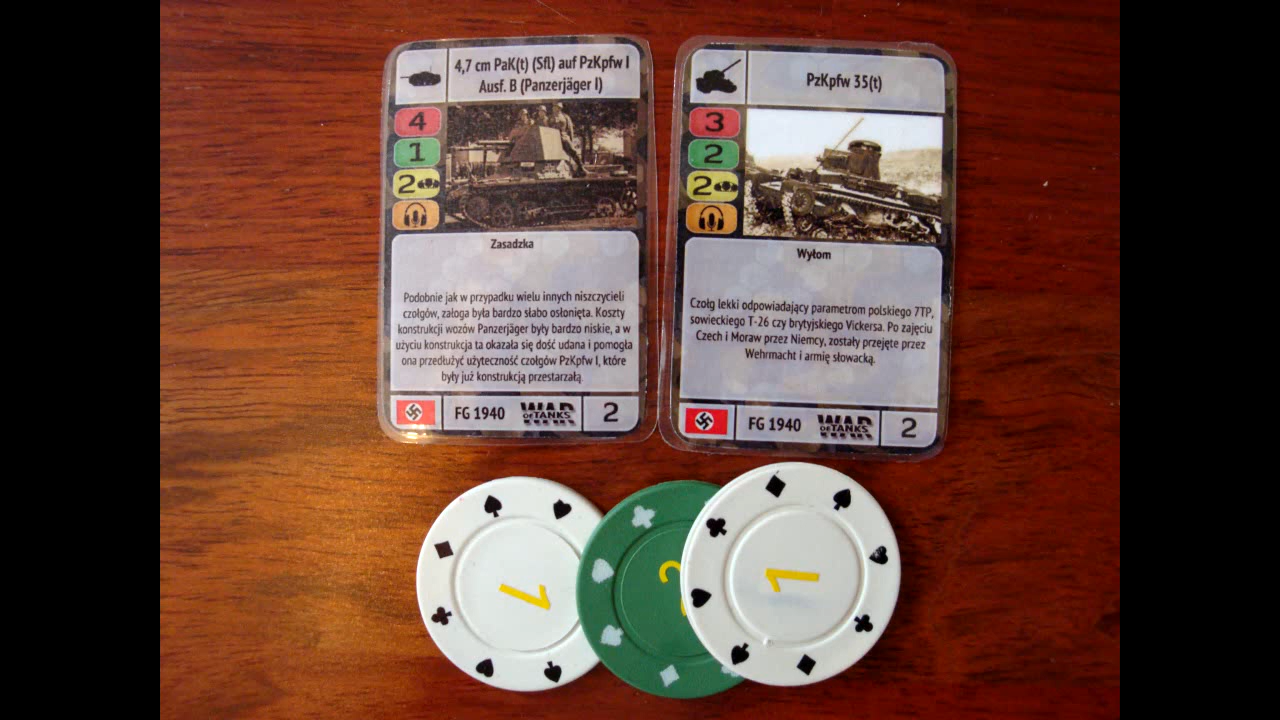 4,7 cm PaK(t) (Sfl) auf PzKpfw I
Ausf. B (Panzerjäger I)
4
1
2
Zasadzka
Podobnie jak w przypadku wielu innych niszczycieli
czołgów, załoga była bardzo słabo osłonięta. Koszty
konstrukcji wozów Panzerjäger były bardzo niskie, a w
użyciu konstrukcja ta okazała się dość udana i pomogła
ona przedłużyć użyteczność czołgów PzKpfw I, które
były już konstrukcją przestarzałą.
FG 1940
WAR
OF TANKS
2
PzKpfw 35(t)
3
2
2
Wyłom
Czołg lekki odpowiadający parametrom polskiego 7TP,
sowieckiego T-26 czy brytyjskiego Vickersa. Po zajęciu
Czech i Moraw przez Niemcy, zostały przejęte przez
Wehrmacht i armię słowacką.
FG 1940
WAR
OF TANKS
2
1
2
1